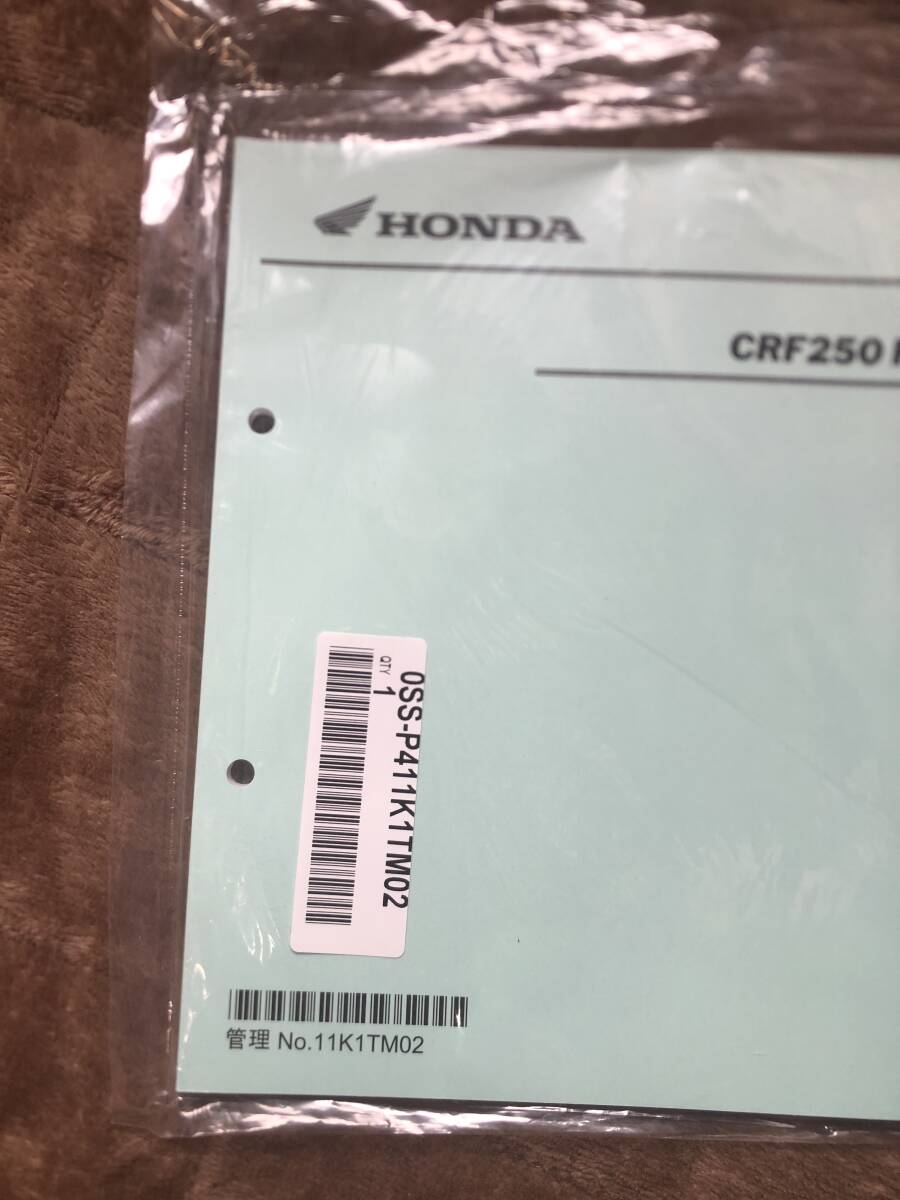 HONDA
CRF250
0SS-P411K1TM02
QTY 1
管理 No.11K1TM02